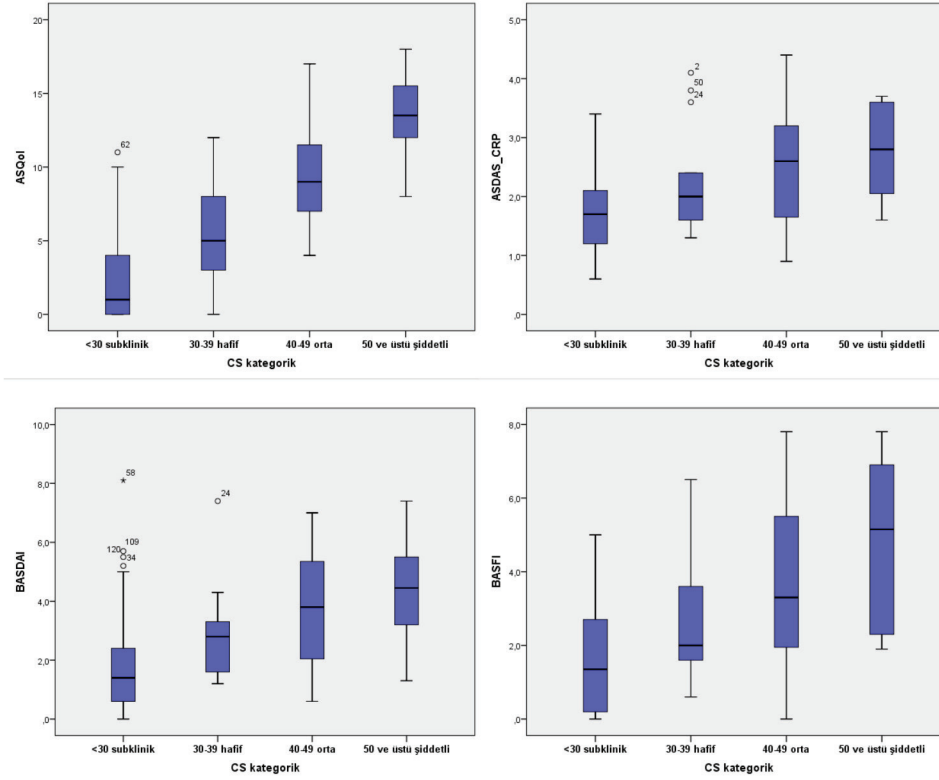 20
15
10
5
0
ASQol
62
<30 subklinik 30-39 hafif 40-49 orta 50 ve üstü şiddetli
CS kategorik
5,0
4,0
3,0
2,0
1,0
,0
ASDAS_CRP
2
50
24
<30 subklinik 30-39 hafif 40-49 orta 50 ve üstü şiddetli
CS kategorik
10,0
8,0
6,0
4,0
2,0
,0
BASDAI
58
24
109
120
34
<30 subklinik 30-39 hafif 40-49 orta 50 ve üstü şiddetli
CS kategorik
8,0
6,0
4,0
2,0
,0
BASFI
<30 subklinik 30-39 hafif 40-49 orta 50 ve üstü şiddetli
CS kategorik